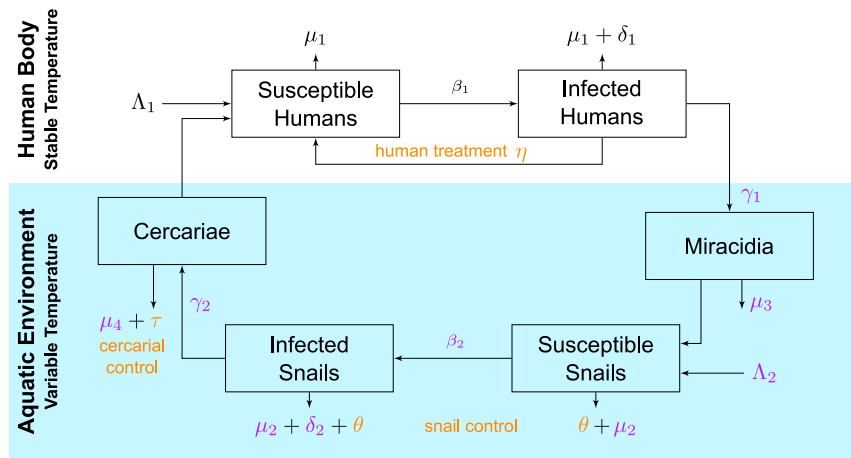 Human Body
Stable Temperature
μ₁
μ₁ + δ₁
Λ₁
Susceptible
Humans
β₁
Infected
Humans
human treatment η
Aquatic Environment
Variable Temperature
Cercariae
γ₁
Miracidia
μ₄ + τ
cercarial
control
γ₂
μ₃
Infected
Snails
β₂
Susceptible
Snails
Λ₂
μ₂ + δ₂ + θ
snail control
θ + μ₂